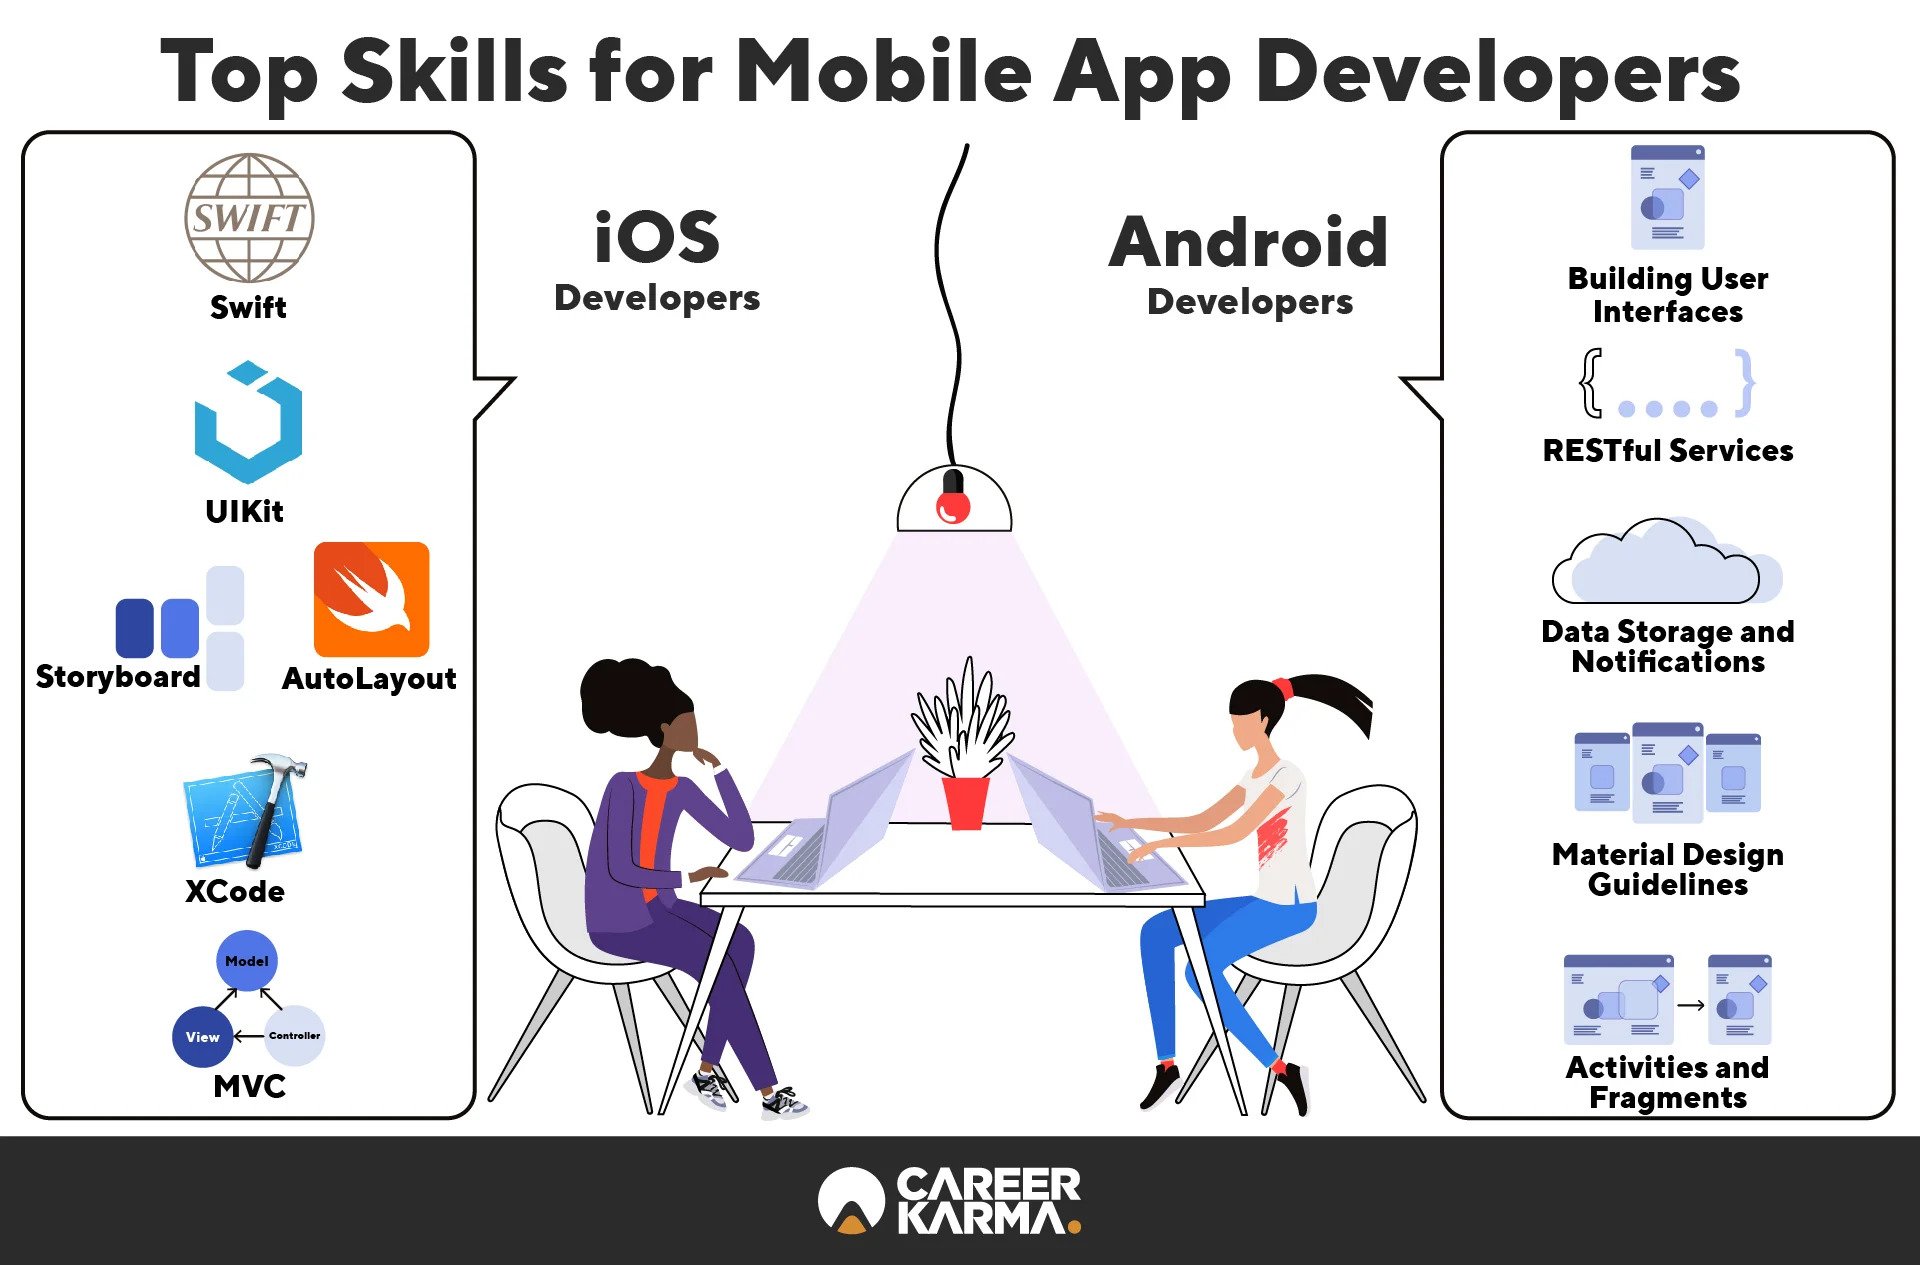 Top Skills for Mobile App Developers
SWIFT
Swift
UIKit
Storyboard
AutoLayout
XCode
Model
View
Controller
MVC
iOS
Developers
Android
Developers
Building User
Interfaces
{....}
RESTful Services
Data Storage and
Notifications
Material Design
Guidelines
Activities and
Fragments
CAREER
KARMA.